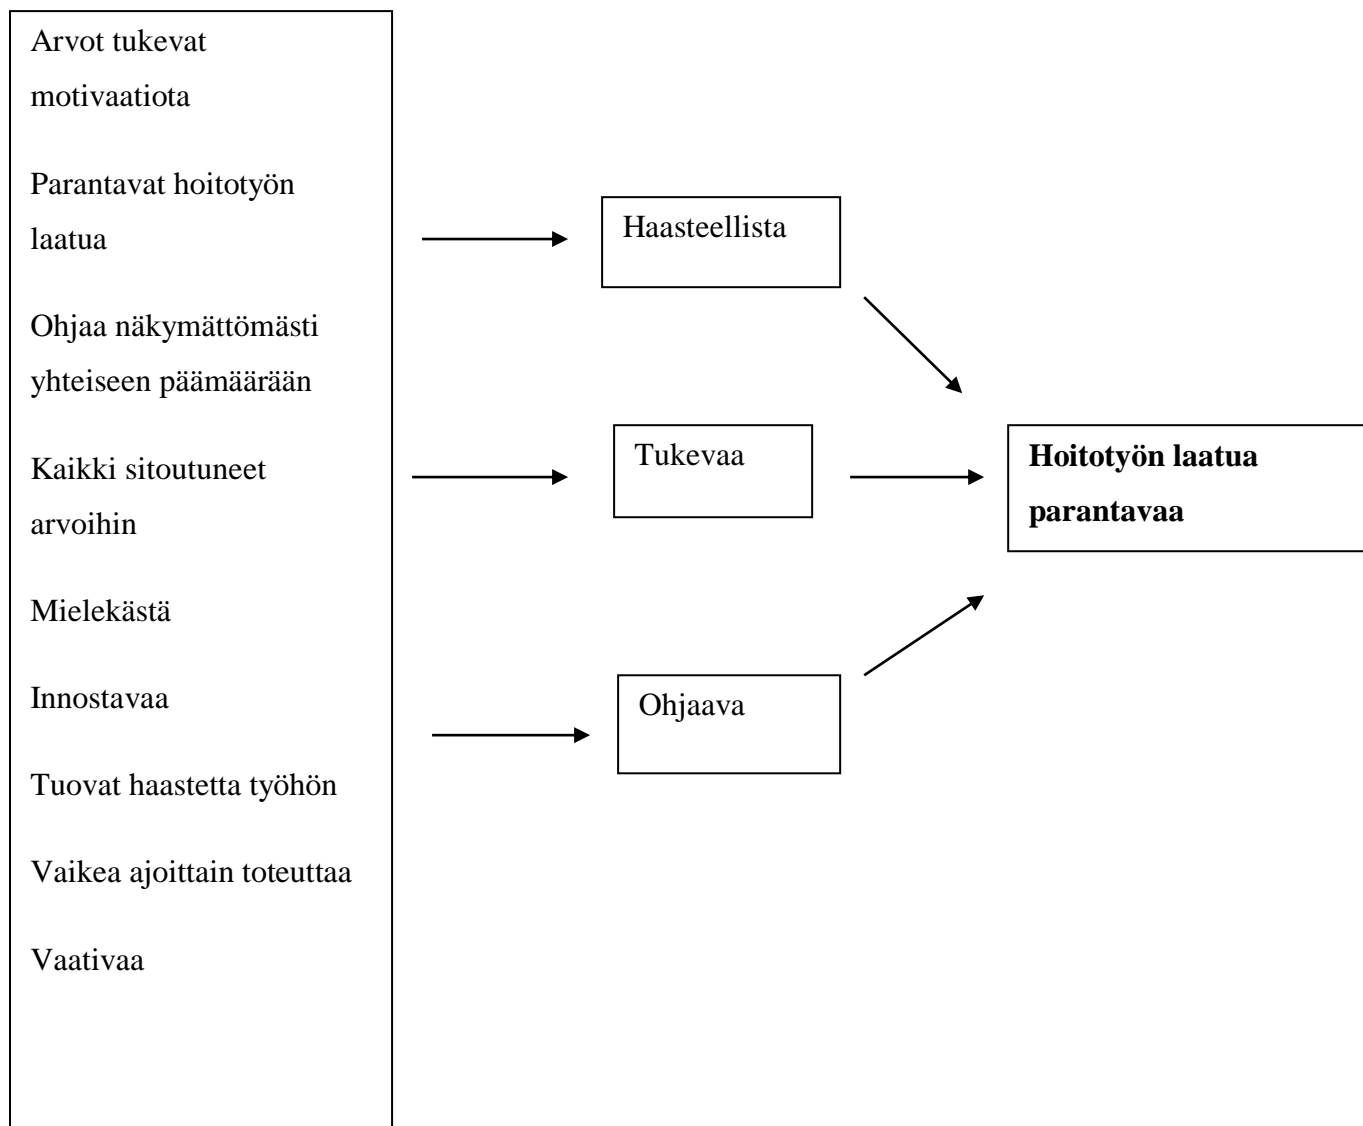 Arvot tukevat
motivaatiota
Parantavat hoitotyön
laatua
Ohjaa näkymättömästi
yhteiseen päämäärään
Kaikki sitoutuneet
arvoihin
Mielekästä
Innostavaa
Tuovat haastetta työhön
Vaikea ajoittain toteuttaa
Vaativaa
Haasteellista
Tukevaa
Ohjaava
Hoitotyön laatua
parantavaa